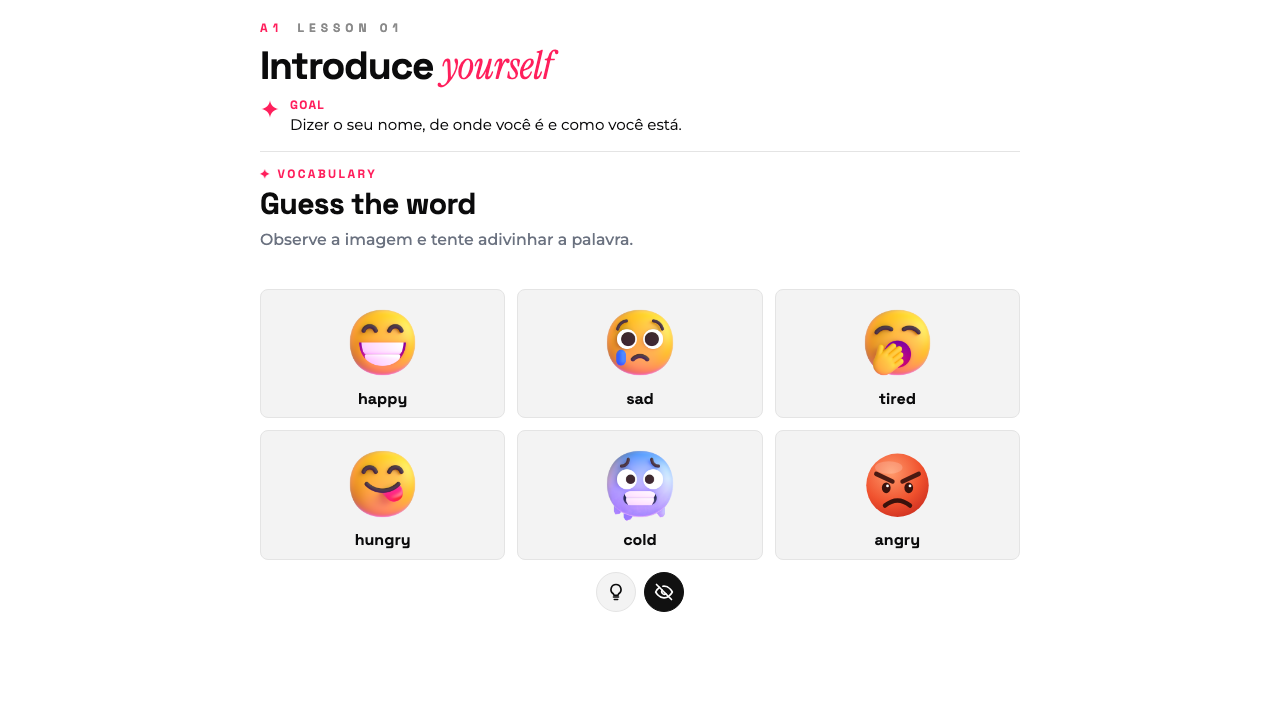 A1 LESSON 01
Introduce yourself
GOAL
Dizer o seu nome, de onde você é e como você está.
VOCABULARY
Guess the word
Observe a imagem e tente adivinhar a palavra.
happy
sad
tired
hungry
cold
angry